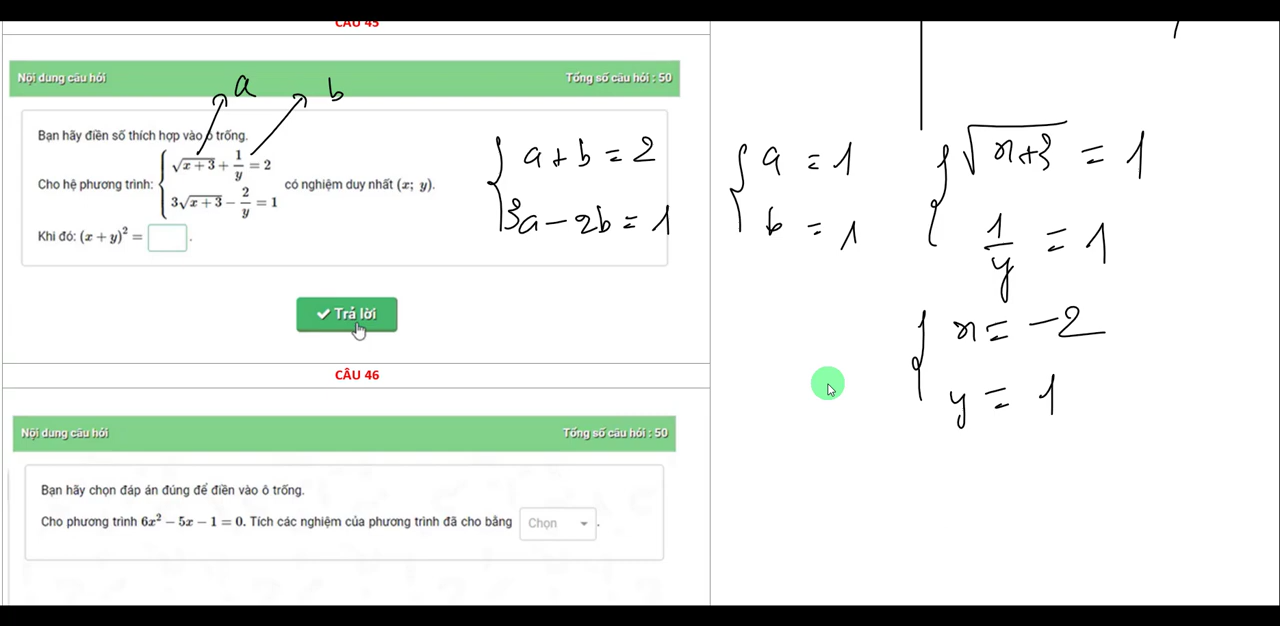 CÂU 45
Nội dung câu hỏi
Tổng số câu hỏi : 50
a
b
Bạn hãy điền số thích hợp vào ô trống.
Cho hệ phương trình: { √x+3 + 1/y = 2
3√x+3 − 2/y = 1
có nghiệm duy nhất (x; y).
Khi đó: (x + y)² =   .
✔ Trả lời
a + b = 2
3a − 2b = 1
a = 1
b = 1
√x+3 = 1
1/y = 1
x = −2
y = 1
CÂU 46
Nội dung câu hỏi
Tổng số câu hỏi : 50
Bạn hãy chọn đáp án đúng để điền vào ô trống.
Cho phương trình 6x² − 5x − 1 = 0. Tích các nghiệm của phương trình đã cho bằng Chọn .